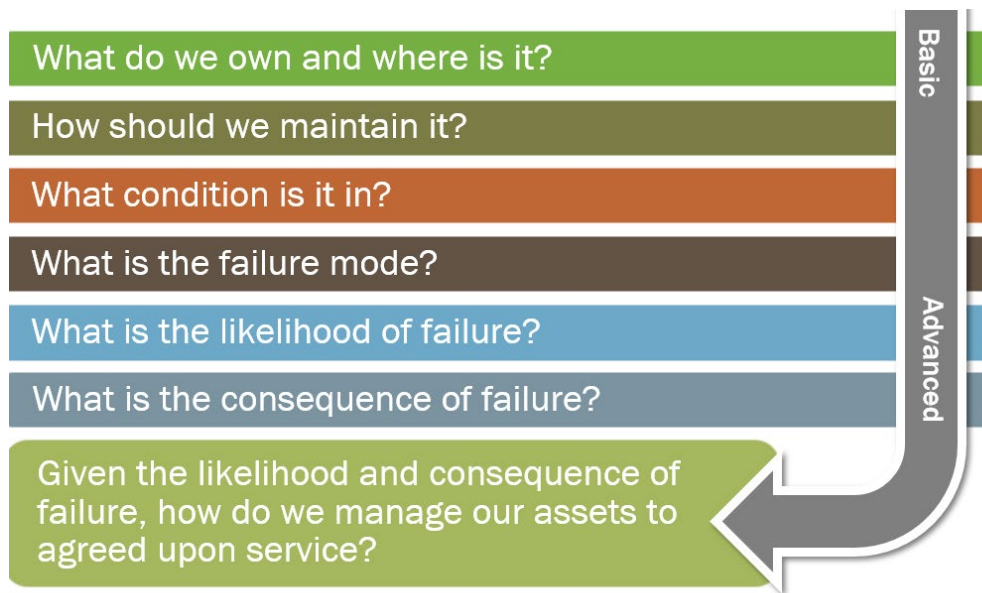 What do we own and where is it?
Basic
How should we maintain it?
What condition is it in?
What is the failure mode?
What is the likelihood of failure?
Advanced
What is the consequence of failure?
Given the likelihood and consequence of
failure, how do we manage our assets to
agreed upon service?